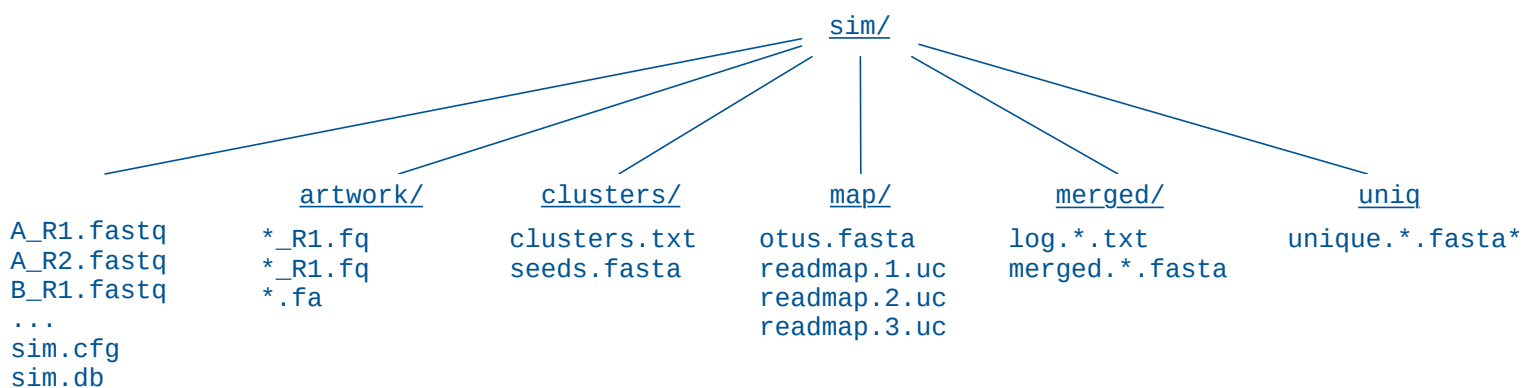 sim/
artwork/
clusters/
map/
merged/
uniq
A_R1.fastq
A_R2.fastq
B_R1.fastq
...
sim.cfg
sim.db
*_R1.fq
*_R1.fq
*.fa
clusters.txt
seeds.fasta
otus.fasta
readmap.1.uc
readmap.2.uc
readmap.3.uc
log.*.txt
merged.*.fasta
unique.*.fasta*